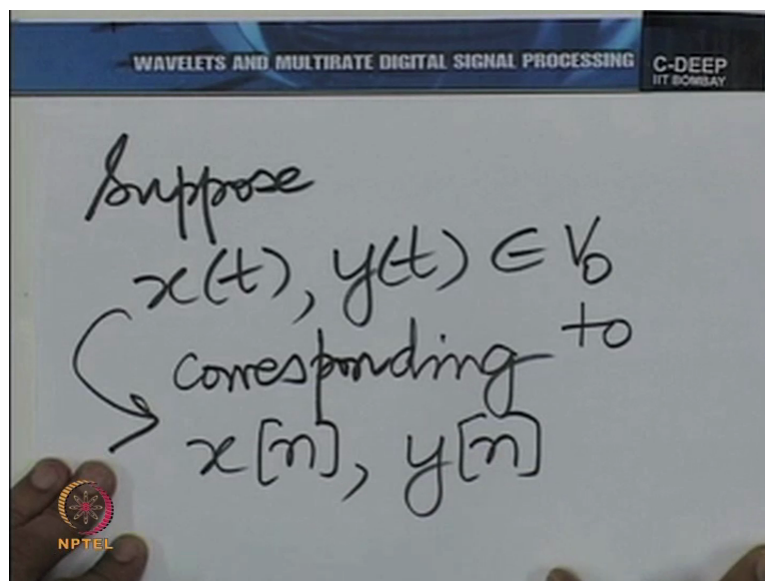 WAVELETS AND MULTIRATE DIGITAL SIGNAL PROCESSING
C-DEEP
IIT BOMBAY
Suppose
x(t), y(t) ∈ V₀
corresponding to
x[n], y[n]
NPTEL